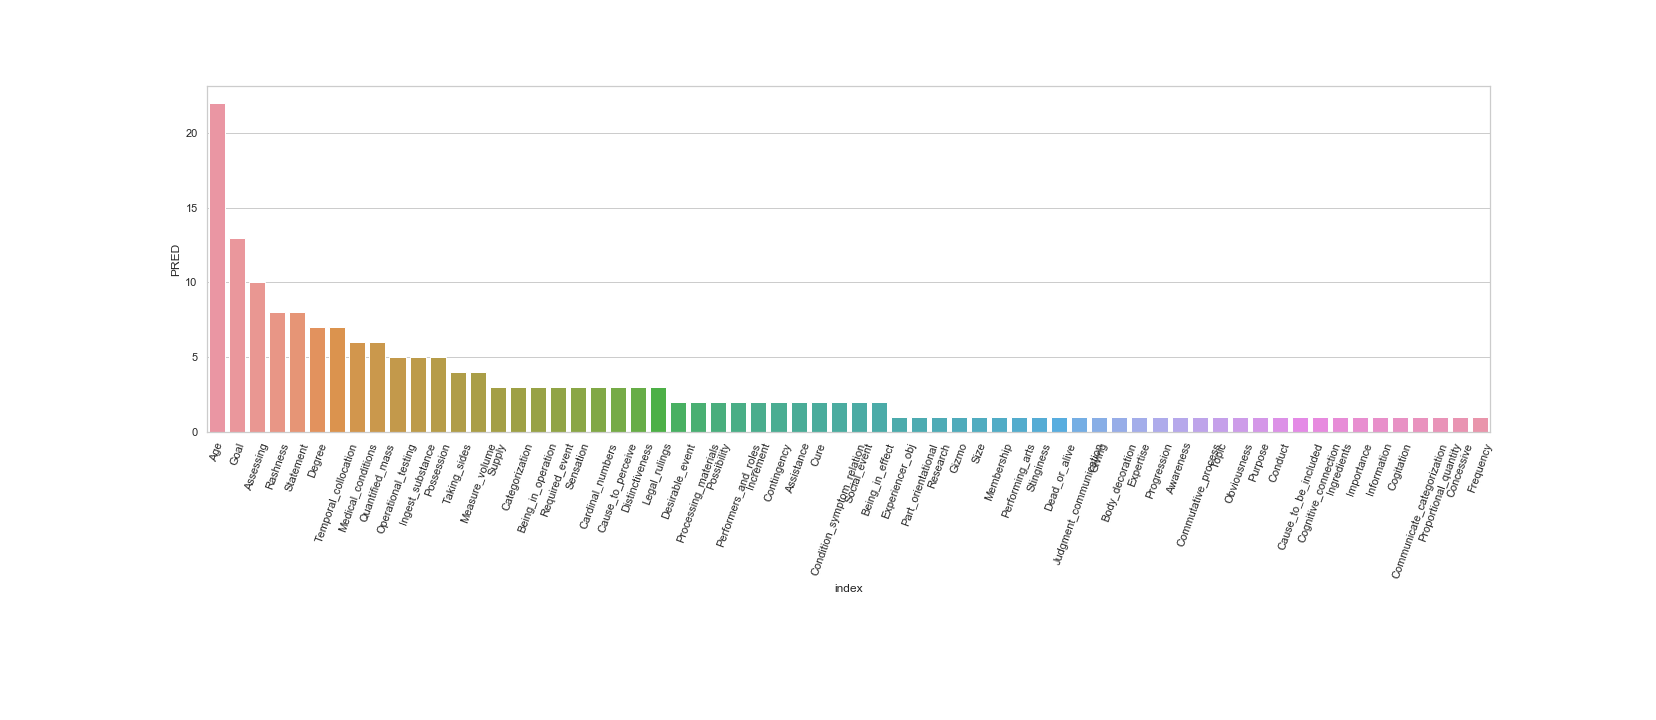 20
15
10
5
0
PRED
Age
Goal
Assessing
Rashness
Statement
Degree
Temporal_collocation
Medical_conditions
Quantified_mass
Operational_testing
Ingest_substance
Possession
Taking_sides
Measure_volume
Supply
Categorization
Being_in_operation
Required_event
Sensation
Cardinal_numbers
Cause_to_perceive
Distinctiveness
Legal_rulings
Desirable_event
Processing_materials
Possibility
Performers_and_roles
Increment
Contingency
Assistance
Cure
Condition_symptom_relation
Social_event
Being_in_effect
Experiencer_obj
Part_orientational
Research
Gizmo
Size
Membership
Performing_arts
Stinginess
Dead_or_alive
Judgment_communication
Giving
Body_decoration
Expertise
Progression
Awareness
Commutative_process
Topic
Obviousness
Purpose
Conduct
Cause_to_be_included
Cognitive_connection
Ingredients
Importance
Information
Cogitation
Communicate_categorization
Proportional_quantity
Concessive
Frequency
index